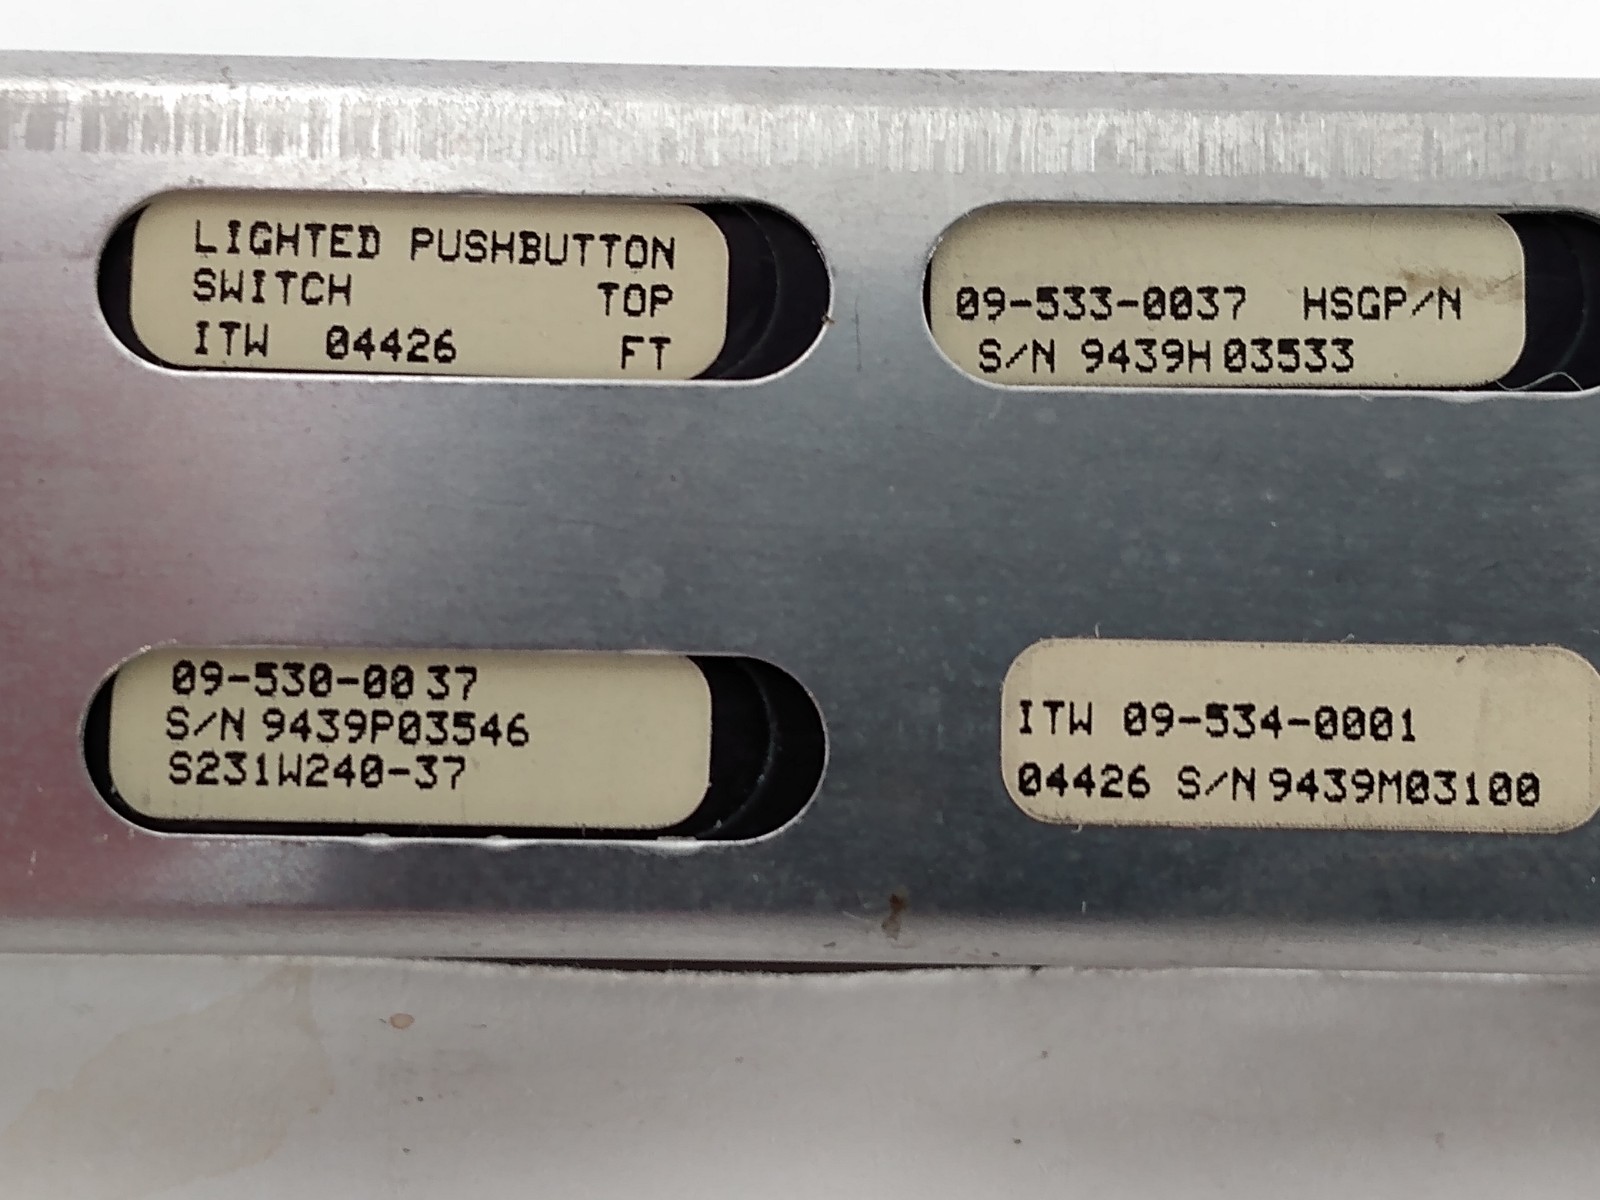 LIGHTED PUSHBUTTON
SWITCH TOP
ITW 04426 FT
09-533-0037 HSGP/N
S/N 9439H03533
09-530-0037
S/N 9439P03546
S231W240-37
ITW 09-534-0001
04426 S/N 9439M03100